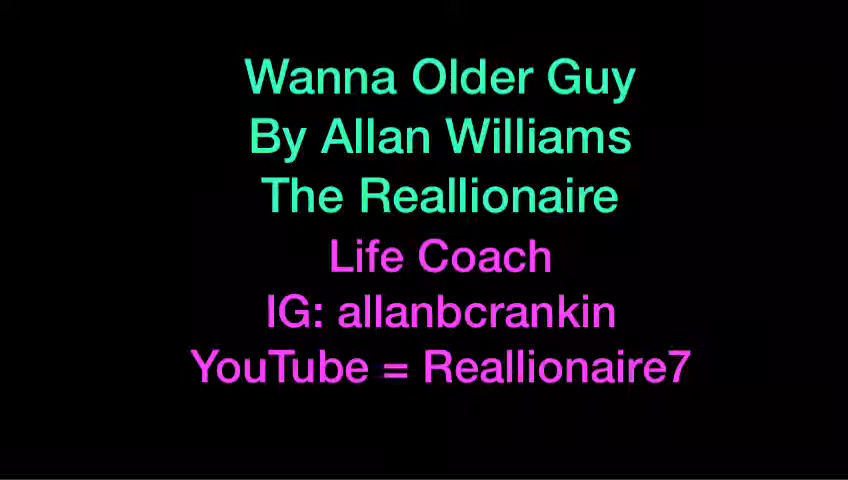 Wanna Older Guy
By Allan Williams
The Reallionaire
Life Coach
IG: allanbcrankin
YouTube = Reallionaire7